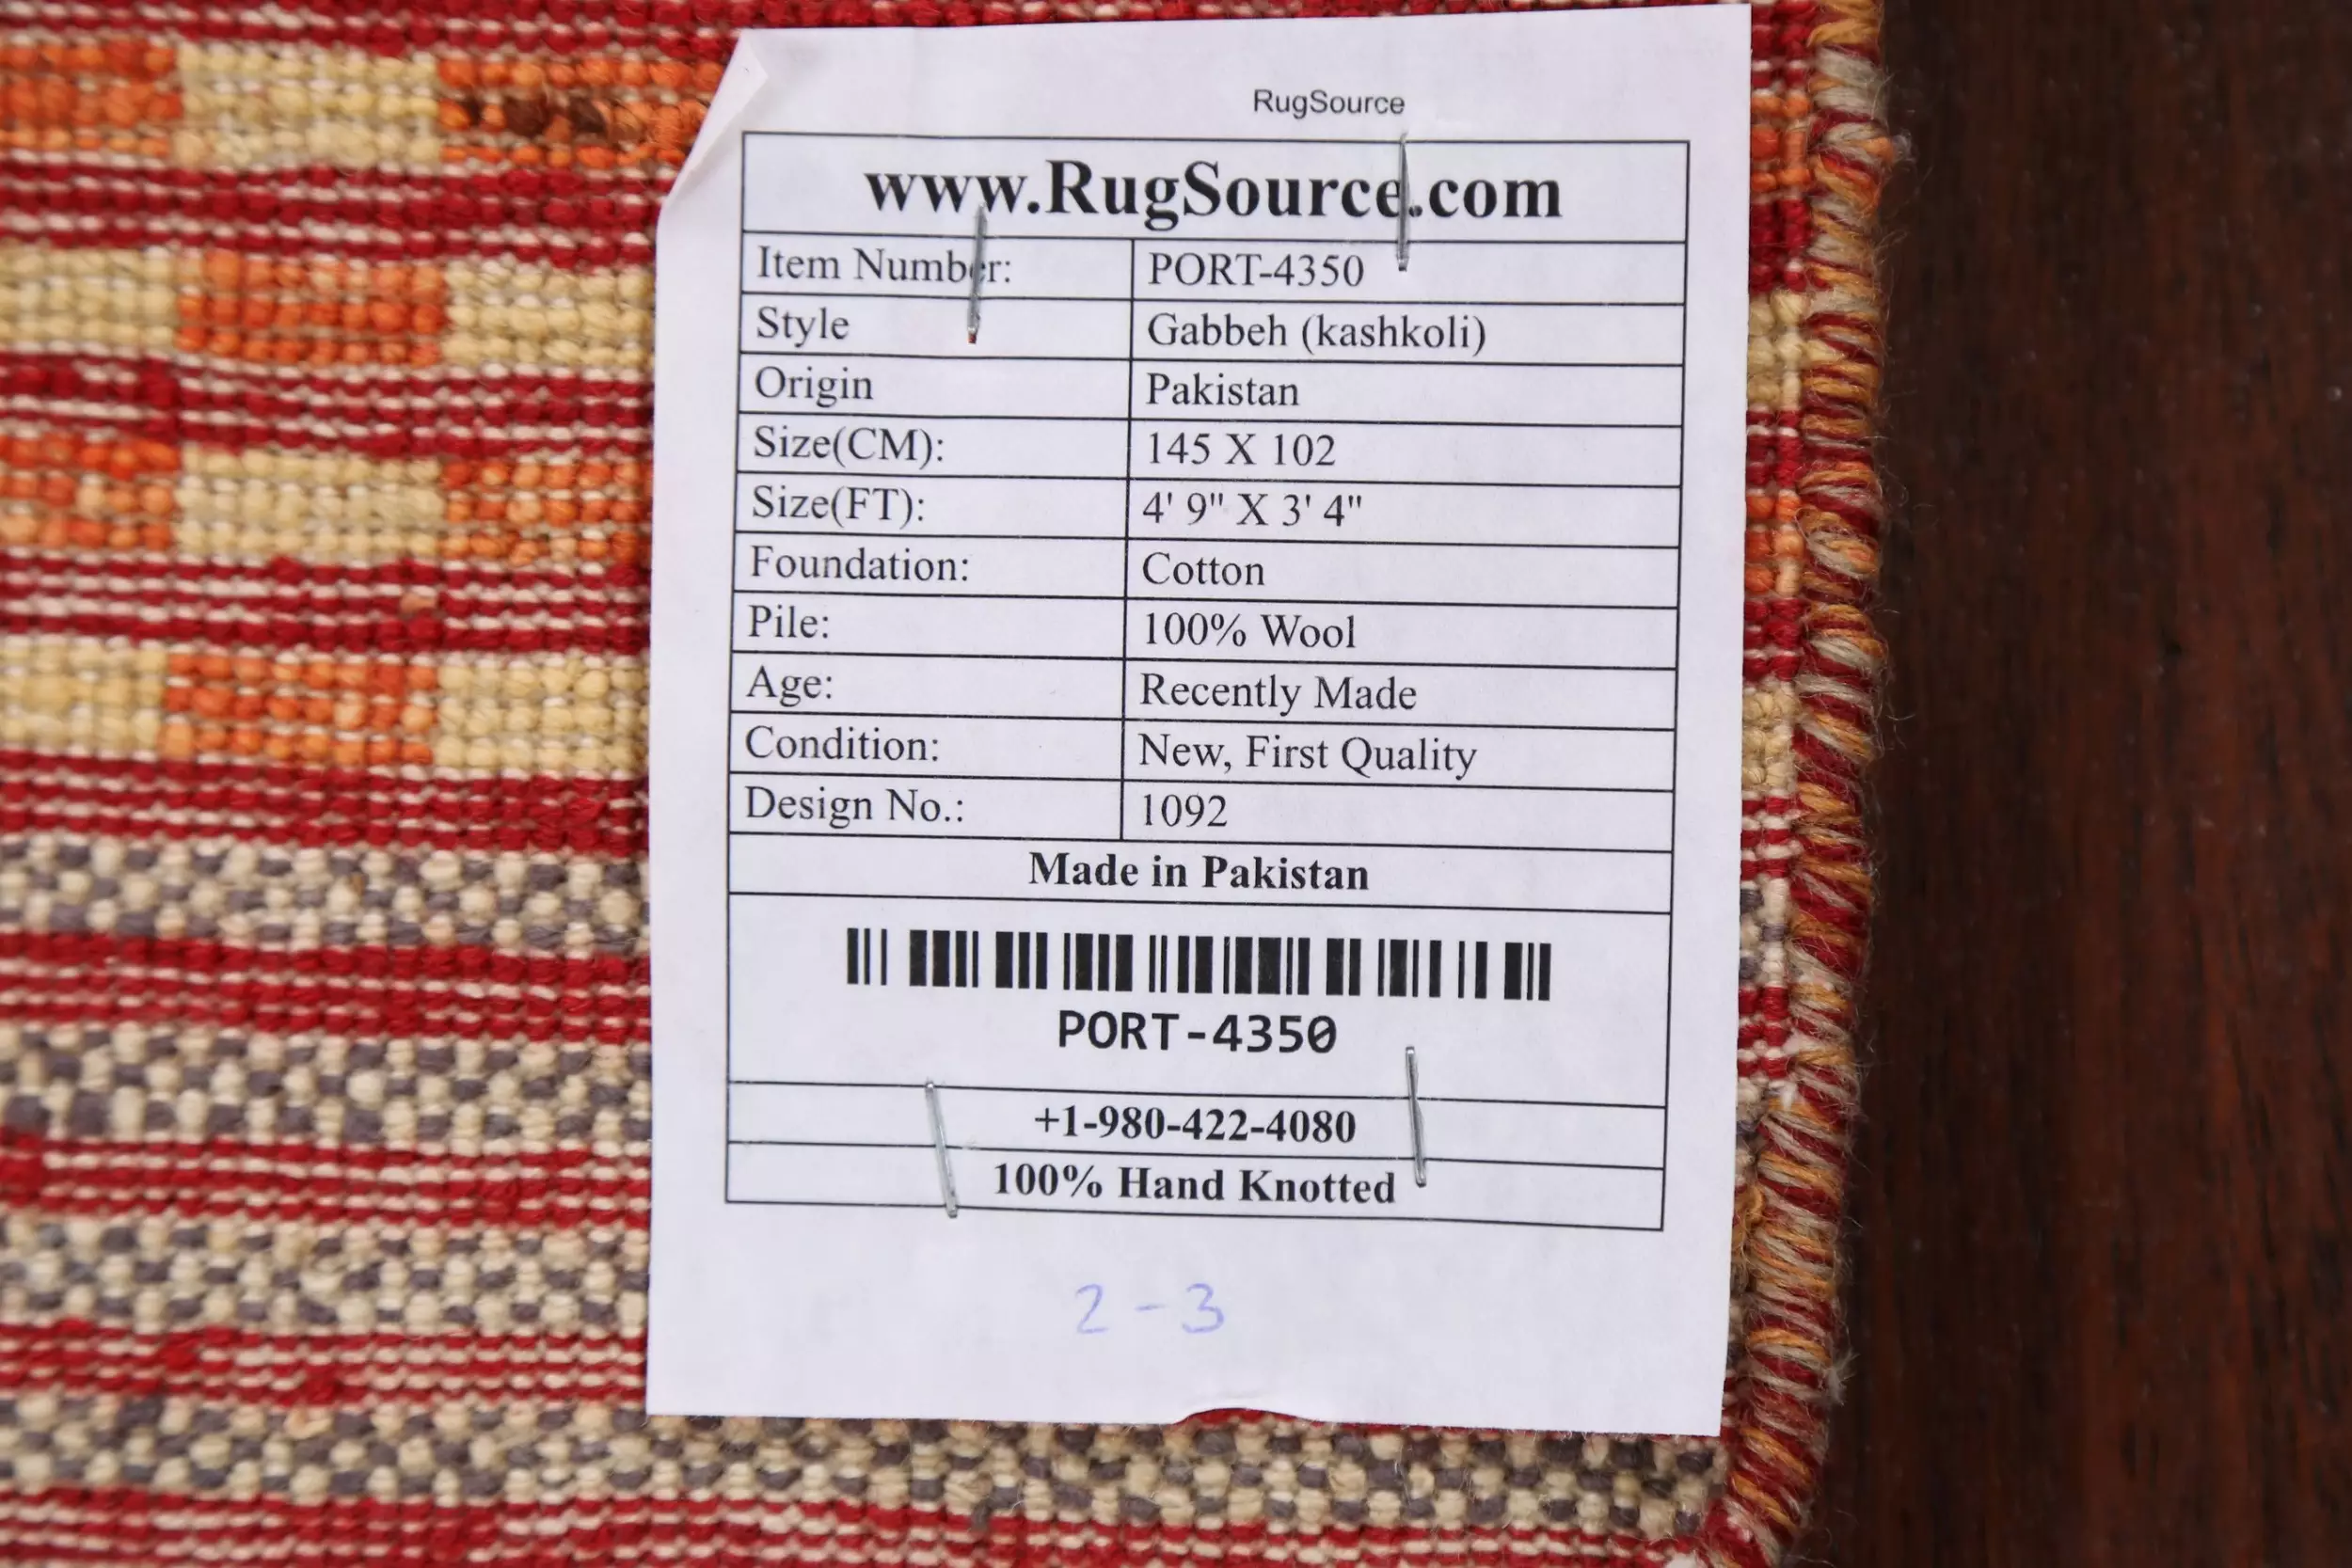 RugSource
www.RugSource.com
Item Number: PORT-4350
Style Gabbeh (kashkoli)
Origin Pakistan
Size(CM): 145 X 102
Size(FT): 4' 9" X 3' 4"
Foundation: Cotton
Pile: 100% Wool
Age: Recently Made
Condition: New, First Quality
Design No.: 1092
Made in Pakistan
PORT-4350
+1-980-422-4080
100% Hand Knotted
2-3